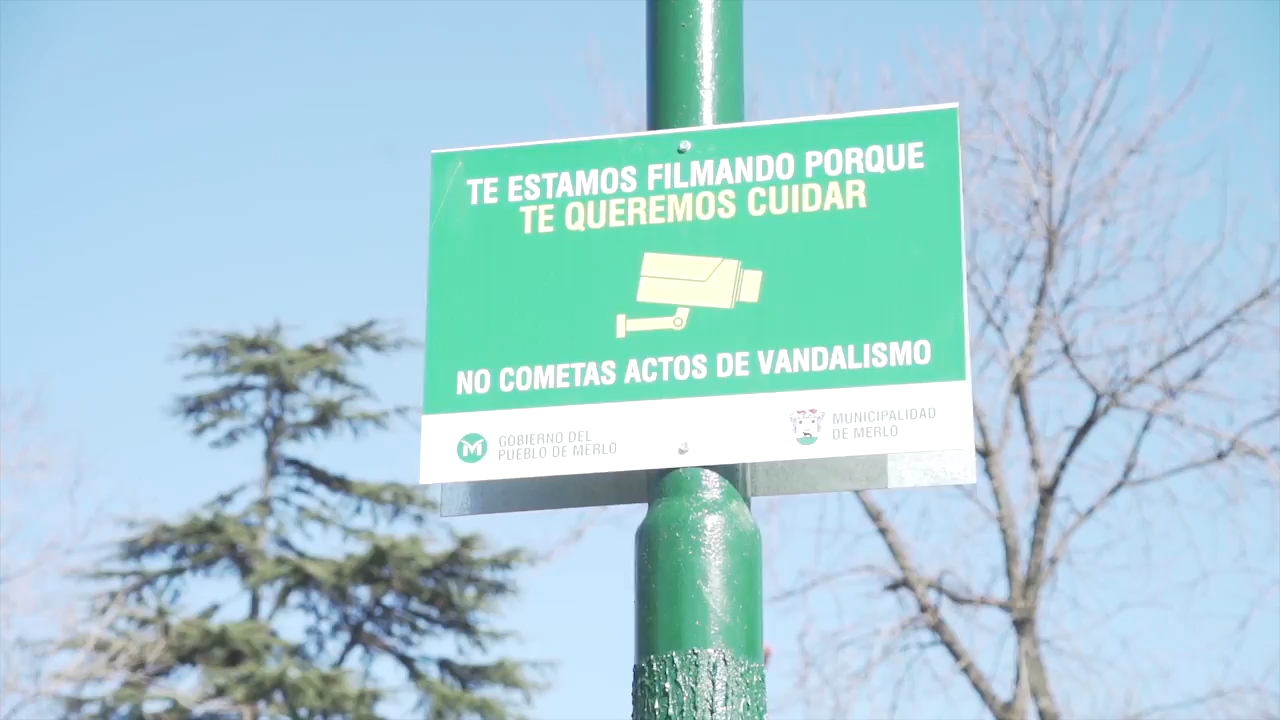 TE ESTAMOS FILMANDO PORQUE
TE QUEREMOS CUIDAR
NO COMETAS ACTOS DE VANDALISMO
M
GOBIERNO DEL
PUEBLO DE MERLO
MUNICIPALIDAD
DE MERLO